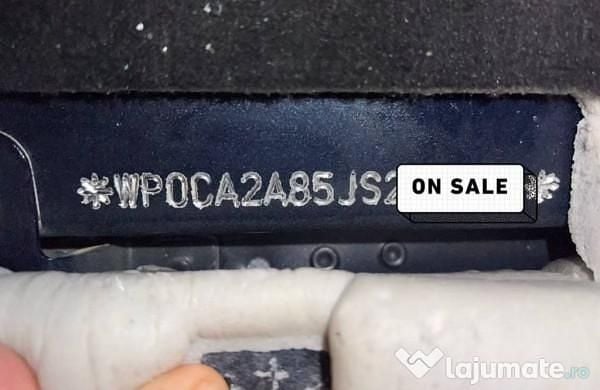 *WP0CA2A85JS2
ON SALE
*
lajumate.ro